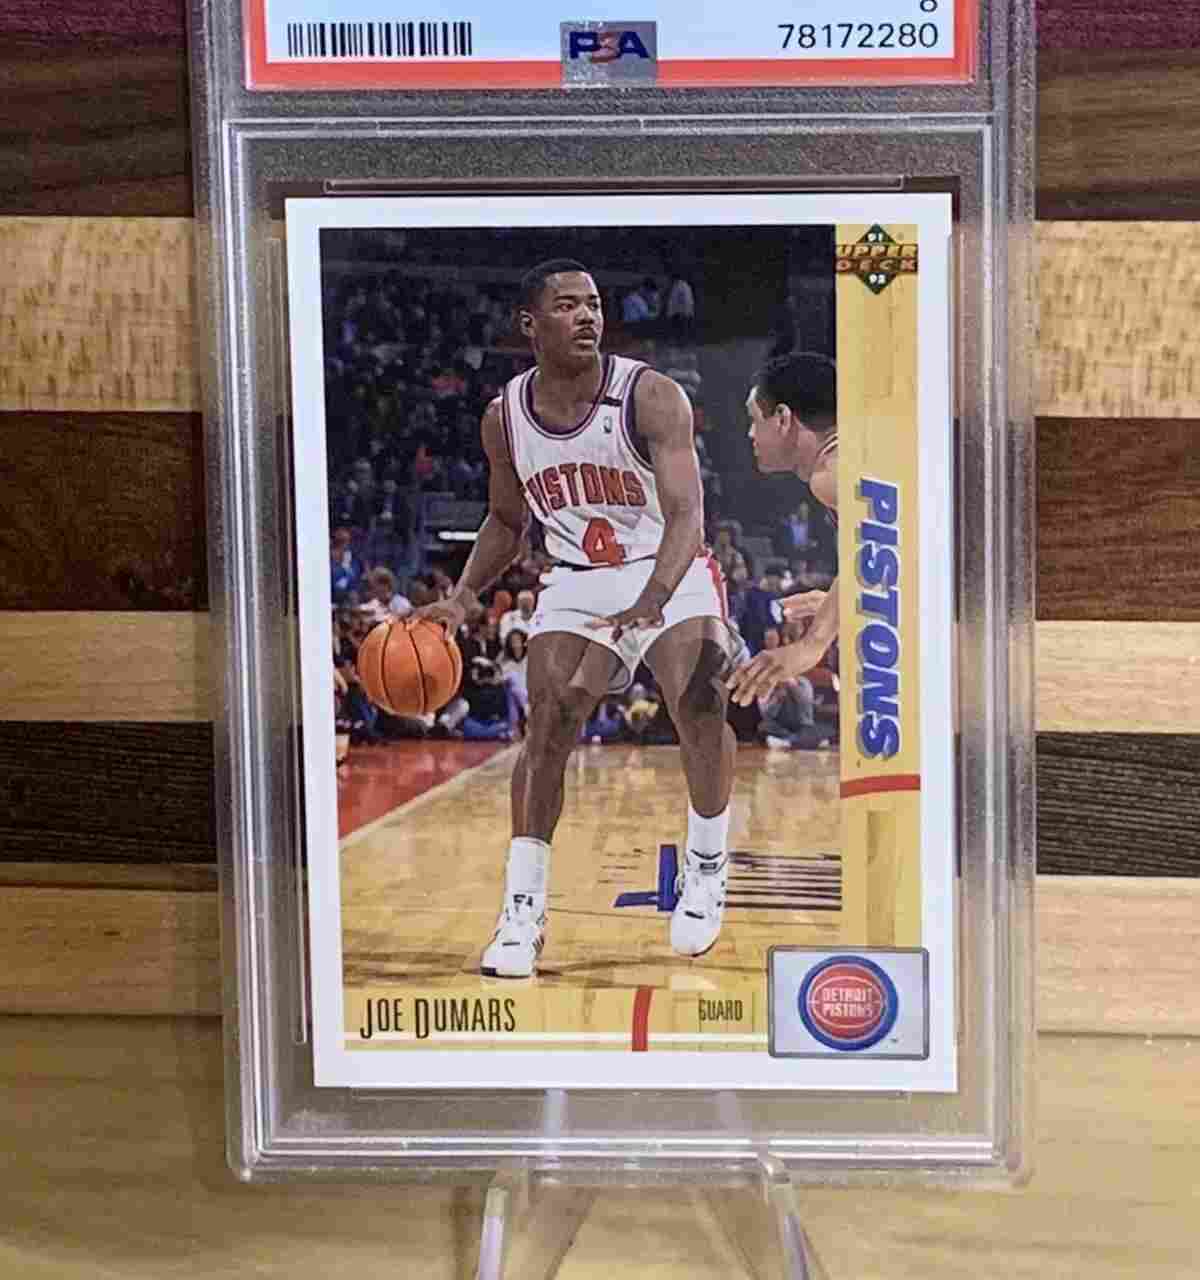 8
PSA
78172280
91
UPPER
DECK
92
PISTONS
4
PISTONS
JOE DUMARS
GUARD
DETROIT
PISTONS